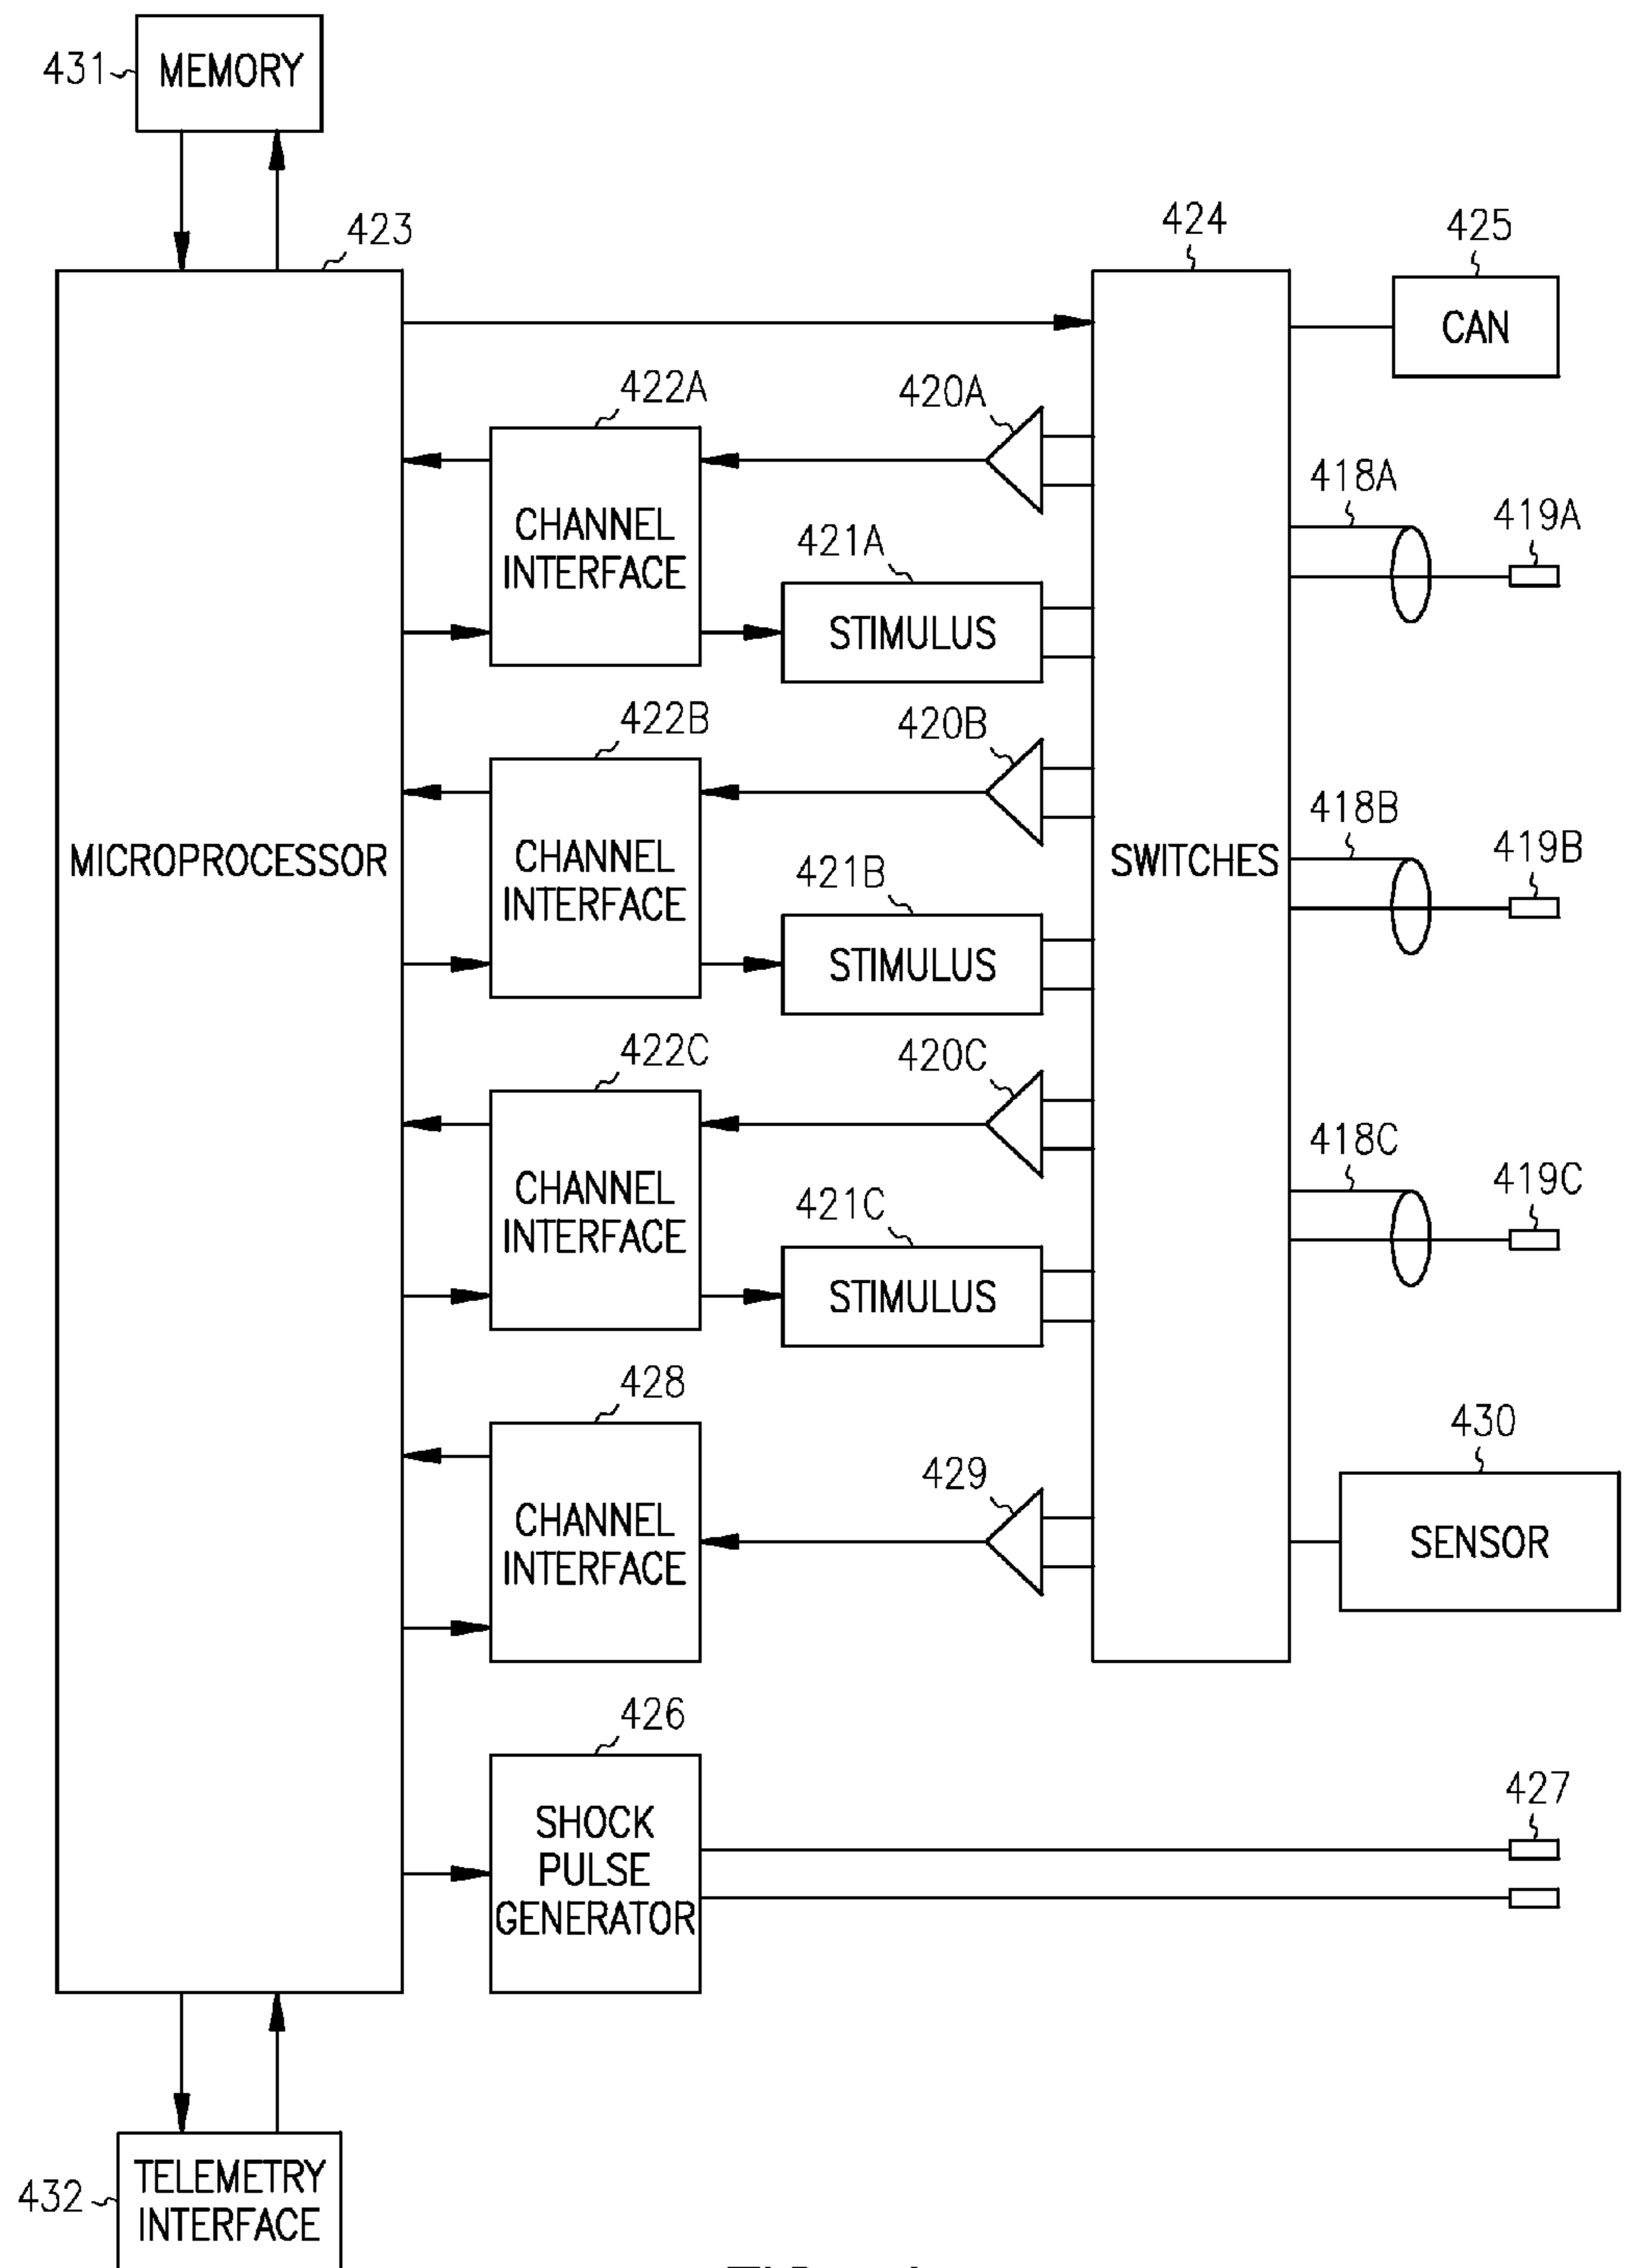 431
MEMORY
423
424
425
CAN
422A
420A
418A
419A
CHANNEL
INTERFACE
421A
STIMULUS
422B
420B
418B
419B
MICROPROCESSOR
CHANNEL
INTERFACE
SWITCHES
421B
STIMULUS
422C
420C
418C
419C
CHANNEL
INTERFACE
421C
STIMULUS
428
430
429
CHANNEL
INTERFACE
SENSOR
426
427
SHOCK
PULSE
GENERATOR
432
TELEMETRY
INTERFACE